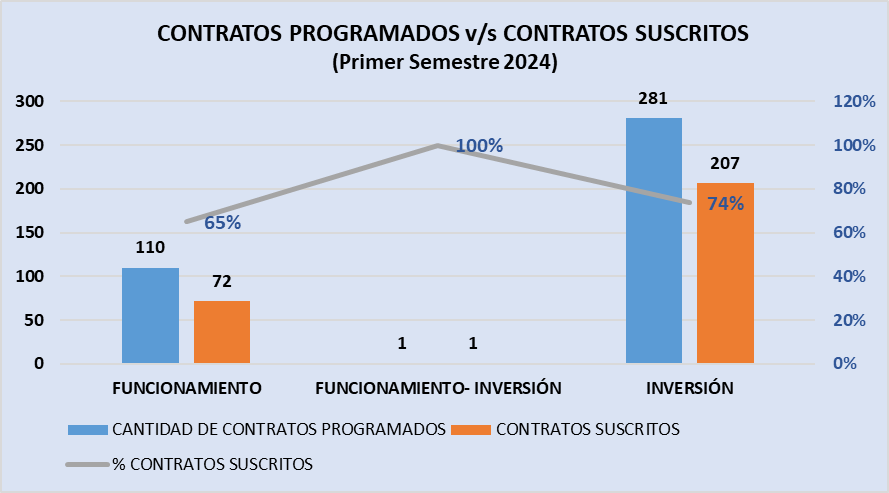 CONTRATOS PROGRAMADOS v/s CONTRATOS SUSCRITOS
(Primer Semestre 2024)
300
250
200
150
100
50
0
120%
100%
80%
60%
40%
20%
0%
110
72
65%
1
1
100%
281
207
74%
FUNCIONAMIENTO
FUNCIONAMIENTO- INVERSIÓN
INVERSIÓN
CANTIDAD DE CONTRATOS PROGRAMADOS
CONTRATOS SUSCRITOS
% CONTRATOS SUSCRITOS